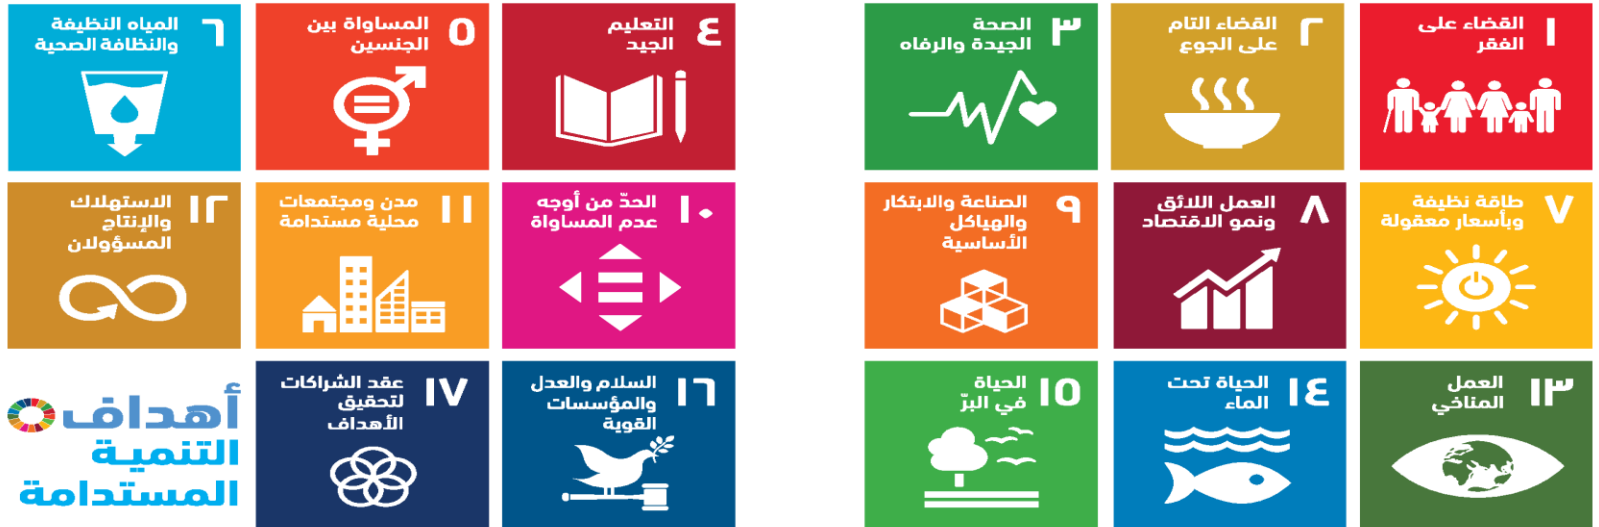 ١
القضاء على
الفقر
٢
القضاء التام
على الجوع
٣
الصحة
الجيدة والرفاه
٤
التعليم
الجيد
٥
المساواة بين
الجنسين
٦
المياه النظيفة
والنظافة الصحية
٧
طاقة نظيفة
وبأسعار معقولة
٨
العمل اللائق
ونمو الاقتصاد
٩
الصناعة والابتكار
والهياكل
الأساسية
١٠
الحدّ من أوجه
عدم المساواة
١١
مدن ومجتمعات
محلية مستدامة
١٢
الاستهلاك
والإنتاج
المسؤولان
١٣
العمل
المناخي
١٤
الحياة تحت
الماء
١٥
الحياة
في البرّ
١٦
السلام والعدل
والمؤسسات
القوية
١٧
عقد الشراكات
لتحقيق
الأهداف
أهداف
التنمية
المستدامة